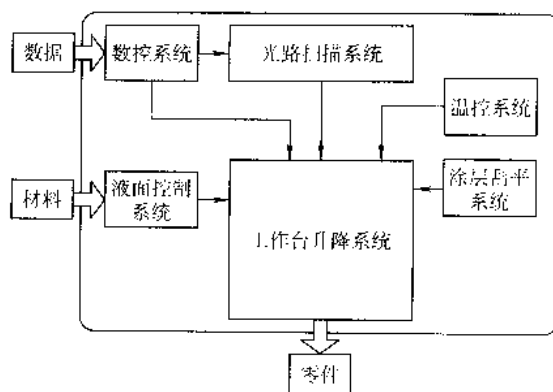 数据
数控系统
光路扫描系统
温控系统
材料
液面控制
系统
工作台升降系统
涂层刮平
系统
零件